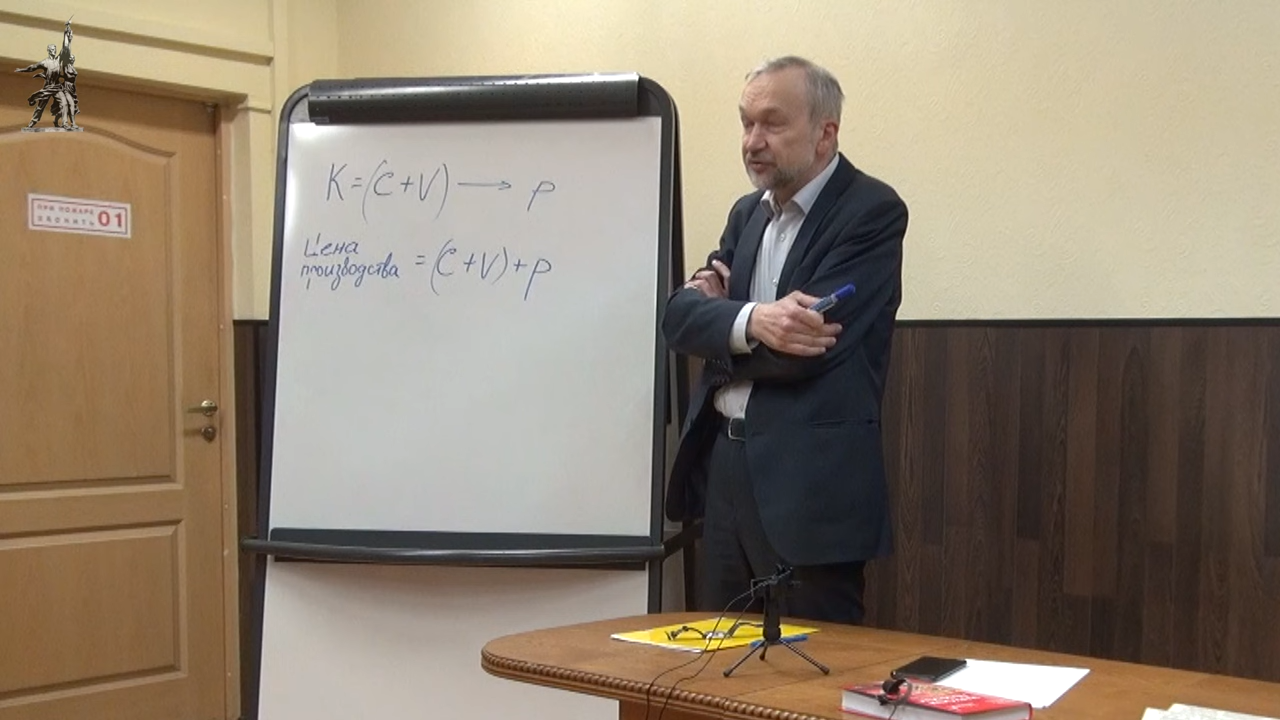 ПРИ ПОЖАРЕ
ЗВОНИТЬ 01
K=(C+V) → p
Цена
производства = (C+V)+p